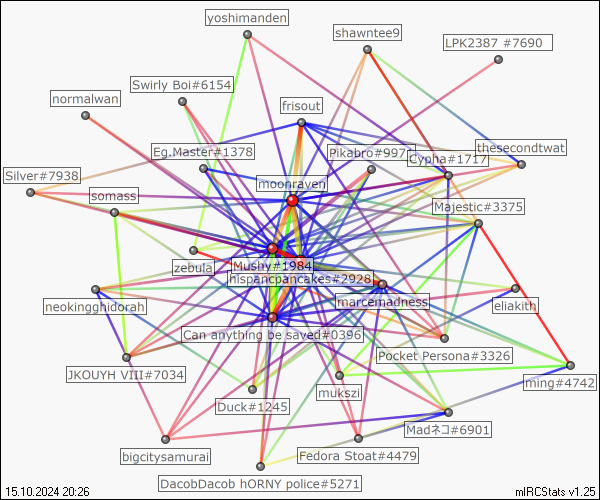 yoshimanden
shawntee9
LPK2387 #7690
Swirly Boi#6154
normalwan
frisout
thesecondtwat
Eg.Master#1378
Pikabro#997
Cypha#1717
Silver#7938
moonraven
somass
Majestic#3375
zebula
Mushy#1984
hispancpancakes#2928
neokingghidorah
marcemadness
eliakith
Can anything be saved#0396
Pocket Persona#3326
JKOUYH VIII#7034
mukszi
ming#4742
Duck#1245
Madネコ#6901
bigcitysamurai
Fedora Stoat#4479
DacobDacob hORNY police#5271
15.10.2024 20:26
mIRCStats v1.25